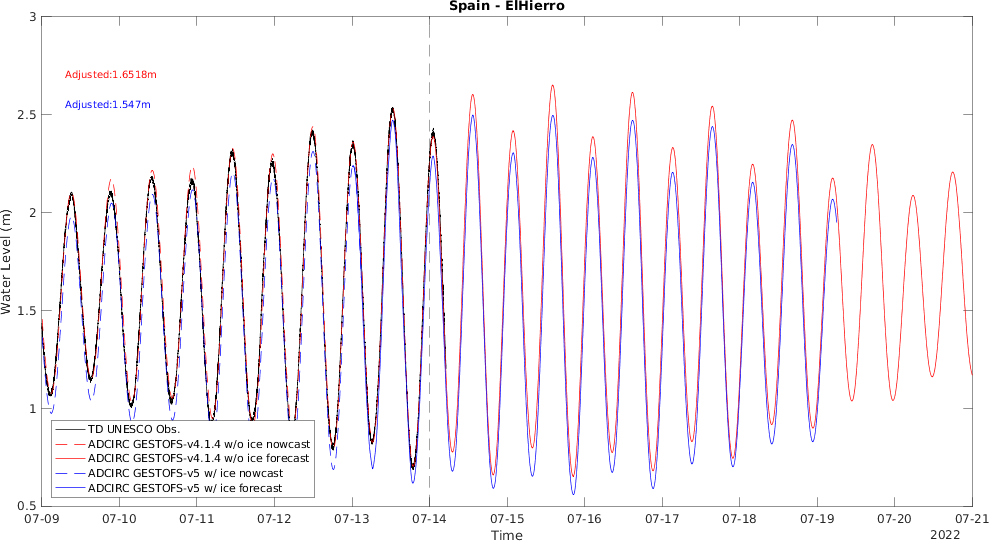 Spain - ElHierro
Adjusted:1.6518m
Adjusted:1.547m
Water Level (m)
3
2.5
2
1.5
1
0.5
TD UNESCO Obs.
ADCIRC GESTOFS-v4.1.4 w/o ice nowcast
ADCIRC GESTOFS-v4.1.4 w/o ice forecast
ADCIRC GESTOFS-v5 w/ ice nowcast
ADCIRC GESTOFS-v5 w/ ice forecast
07-09 07-10 07-11 07-12 07-13 07-14 07-15 07-16 07-17 07-18 07-19 07-20 07-21
Time
2022